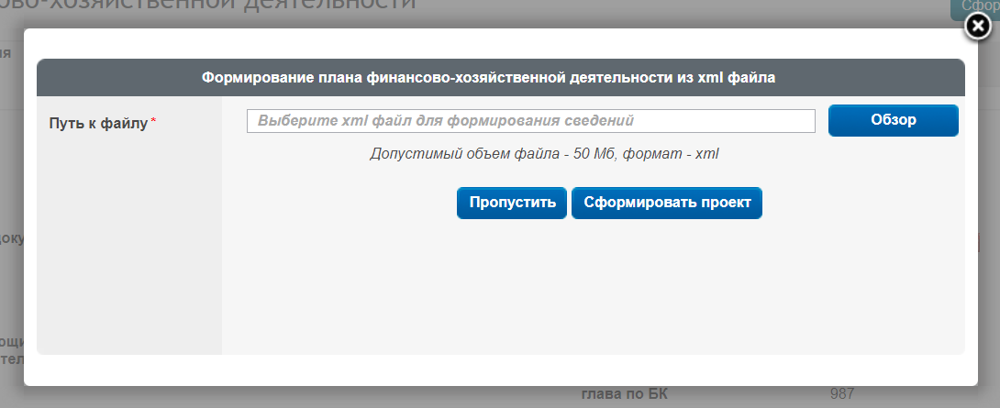 ово-хозяйственной деятельности
Сфор
Формирование плана финансово-хозяйственной деятельности из xml файла
Путь к файлу*
Выберите xml файл для формирования сведений
Обзор
Допустимый объем файла - 50 Мб, формат - xml
Пропустить
Сформировать проект
доку
ощи
тел
глава по БК
987